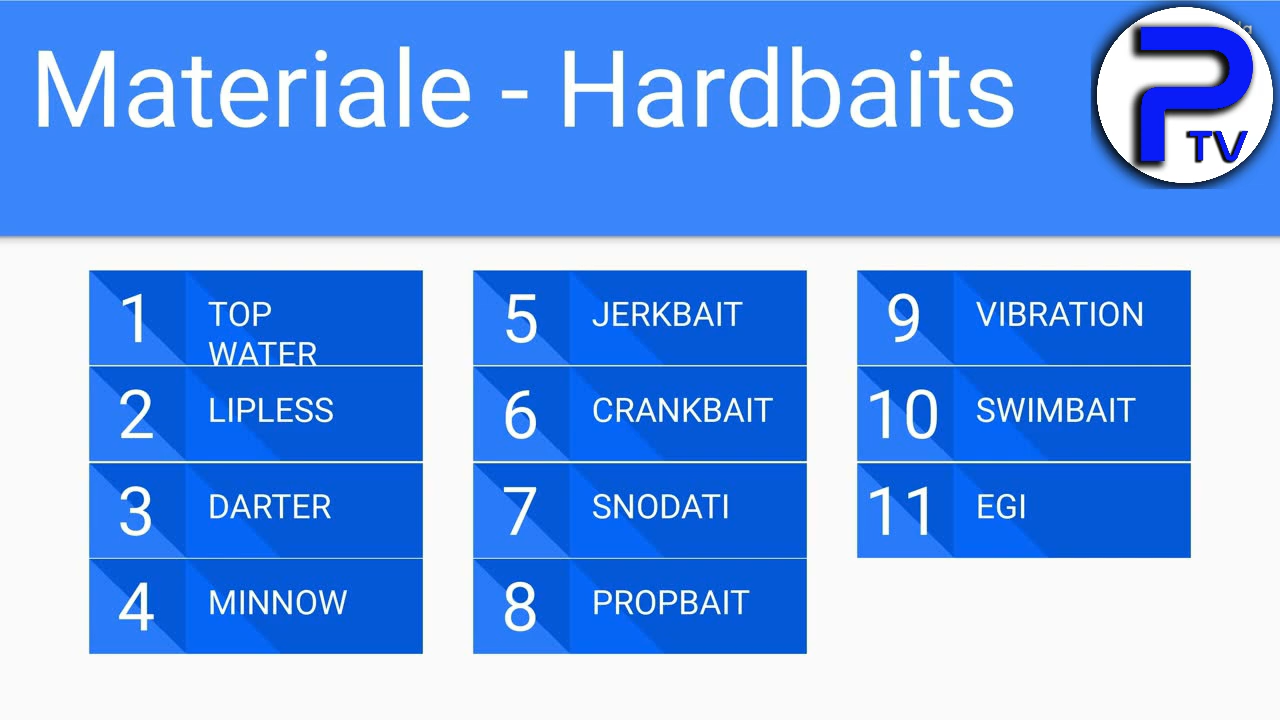 Materiale - Hardbaits
P
TV
1
TOP
WATER
2
LIPLESS
3
DARTER
4
MINNOW
5
JERKBAIT
6
CRANKBAIT
7
SNODATI
8
PROPBAIT
9
VIBRATION
10
SWIMBAIT
11
EGI